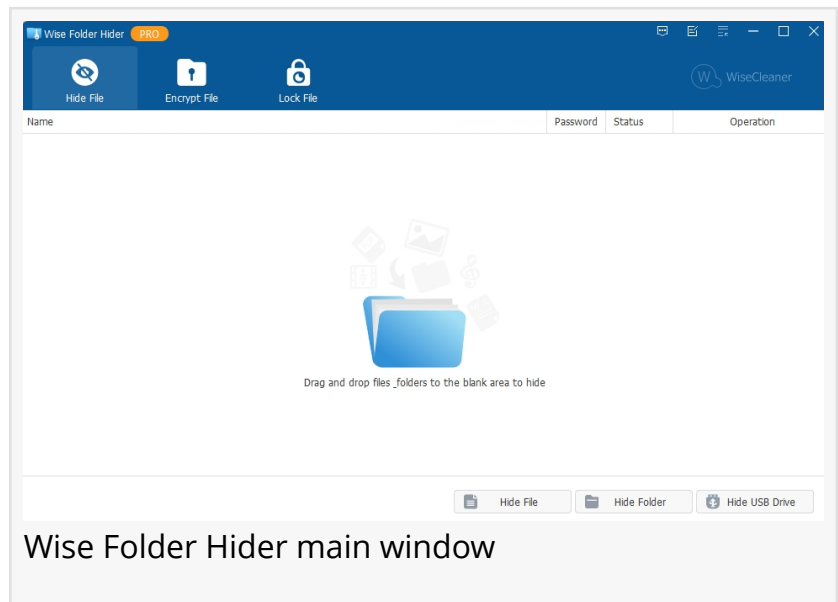 Wise Folder Hider PRO
Hide File Encrypt File Lock File
W WiseCleaner
Name Password Status Operation
Drag and drop files _folders to the blank area to hide
Hide File Hide Folder Hide USB Drive
Wise Folder Hider main window